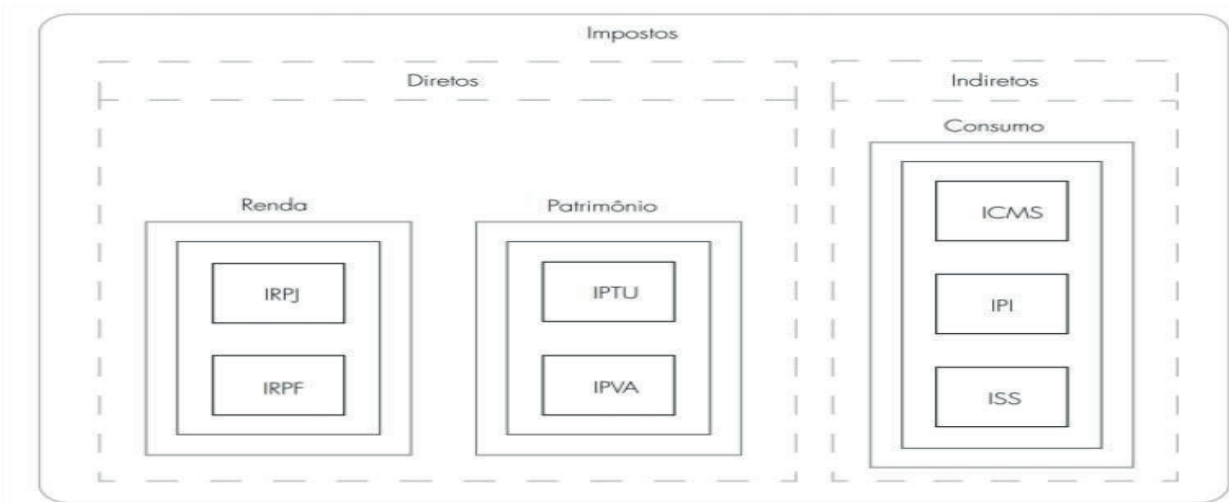 Impostos
Diretos
Indiretos
Consumo
Renda
Patrimônio
ICMS
IRPJ
IPTU
IPI
IRPF
IPVA
ISS